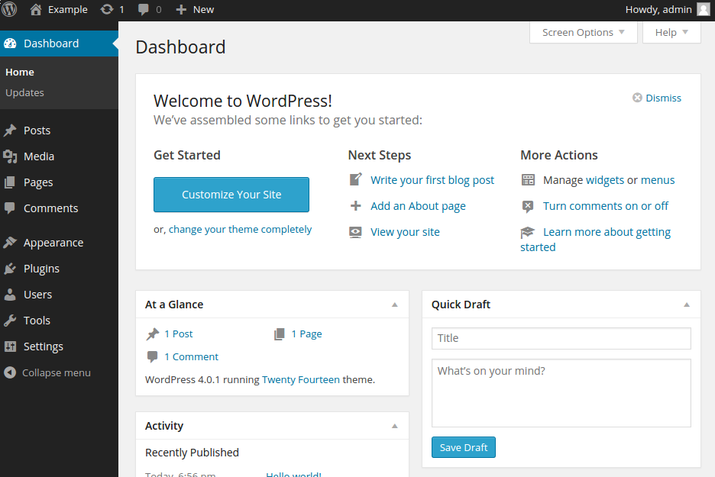 Example 1 0 New Howdy, admin
Dashboard
Home
Updates
Posts
Media
Pages
Comments
Appearance
Plugins
Users
Tools
Settings
Collapse menu
Screen Options Help
Dashboard
Welcome to WordPress! Dismiss
We've assembled some links to get you started:
Get Started
Customize Your Site
or, change your theme completely
Next Steps
Write your first blog post
Add an About page
View your site
More Actions
Manage widgets or menus
Turn comments on or off
Learn more about getting
started
At a Glance
1 Post 1 Page
1 Comment
WordPress 4.0.1 running Twenty Fourteen theme.
Activity
Recently Published
Today, 6:56 pm Hello world!
Quick Draft
Title
What's on your mind?
Save Draft